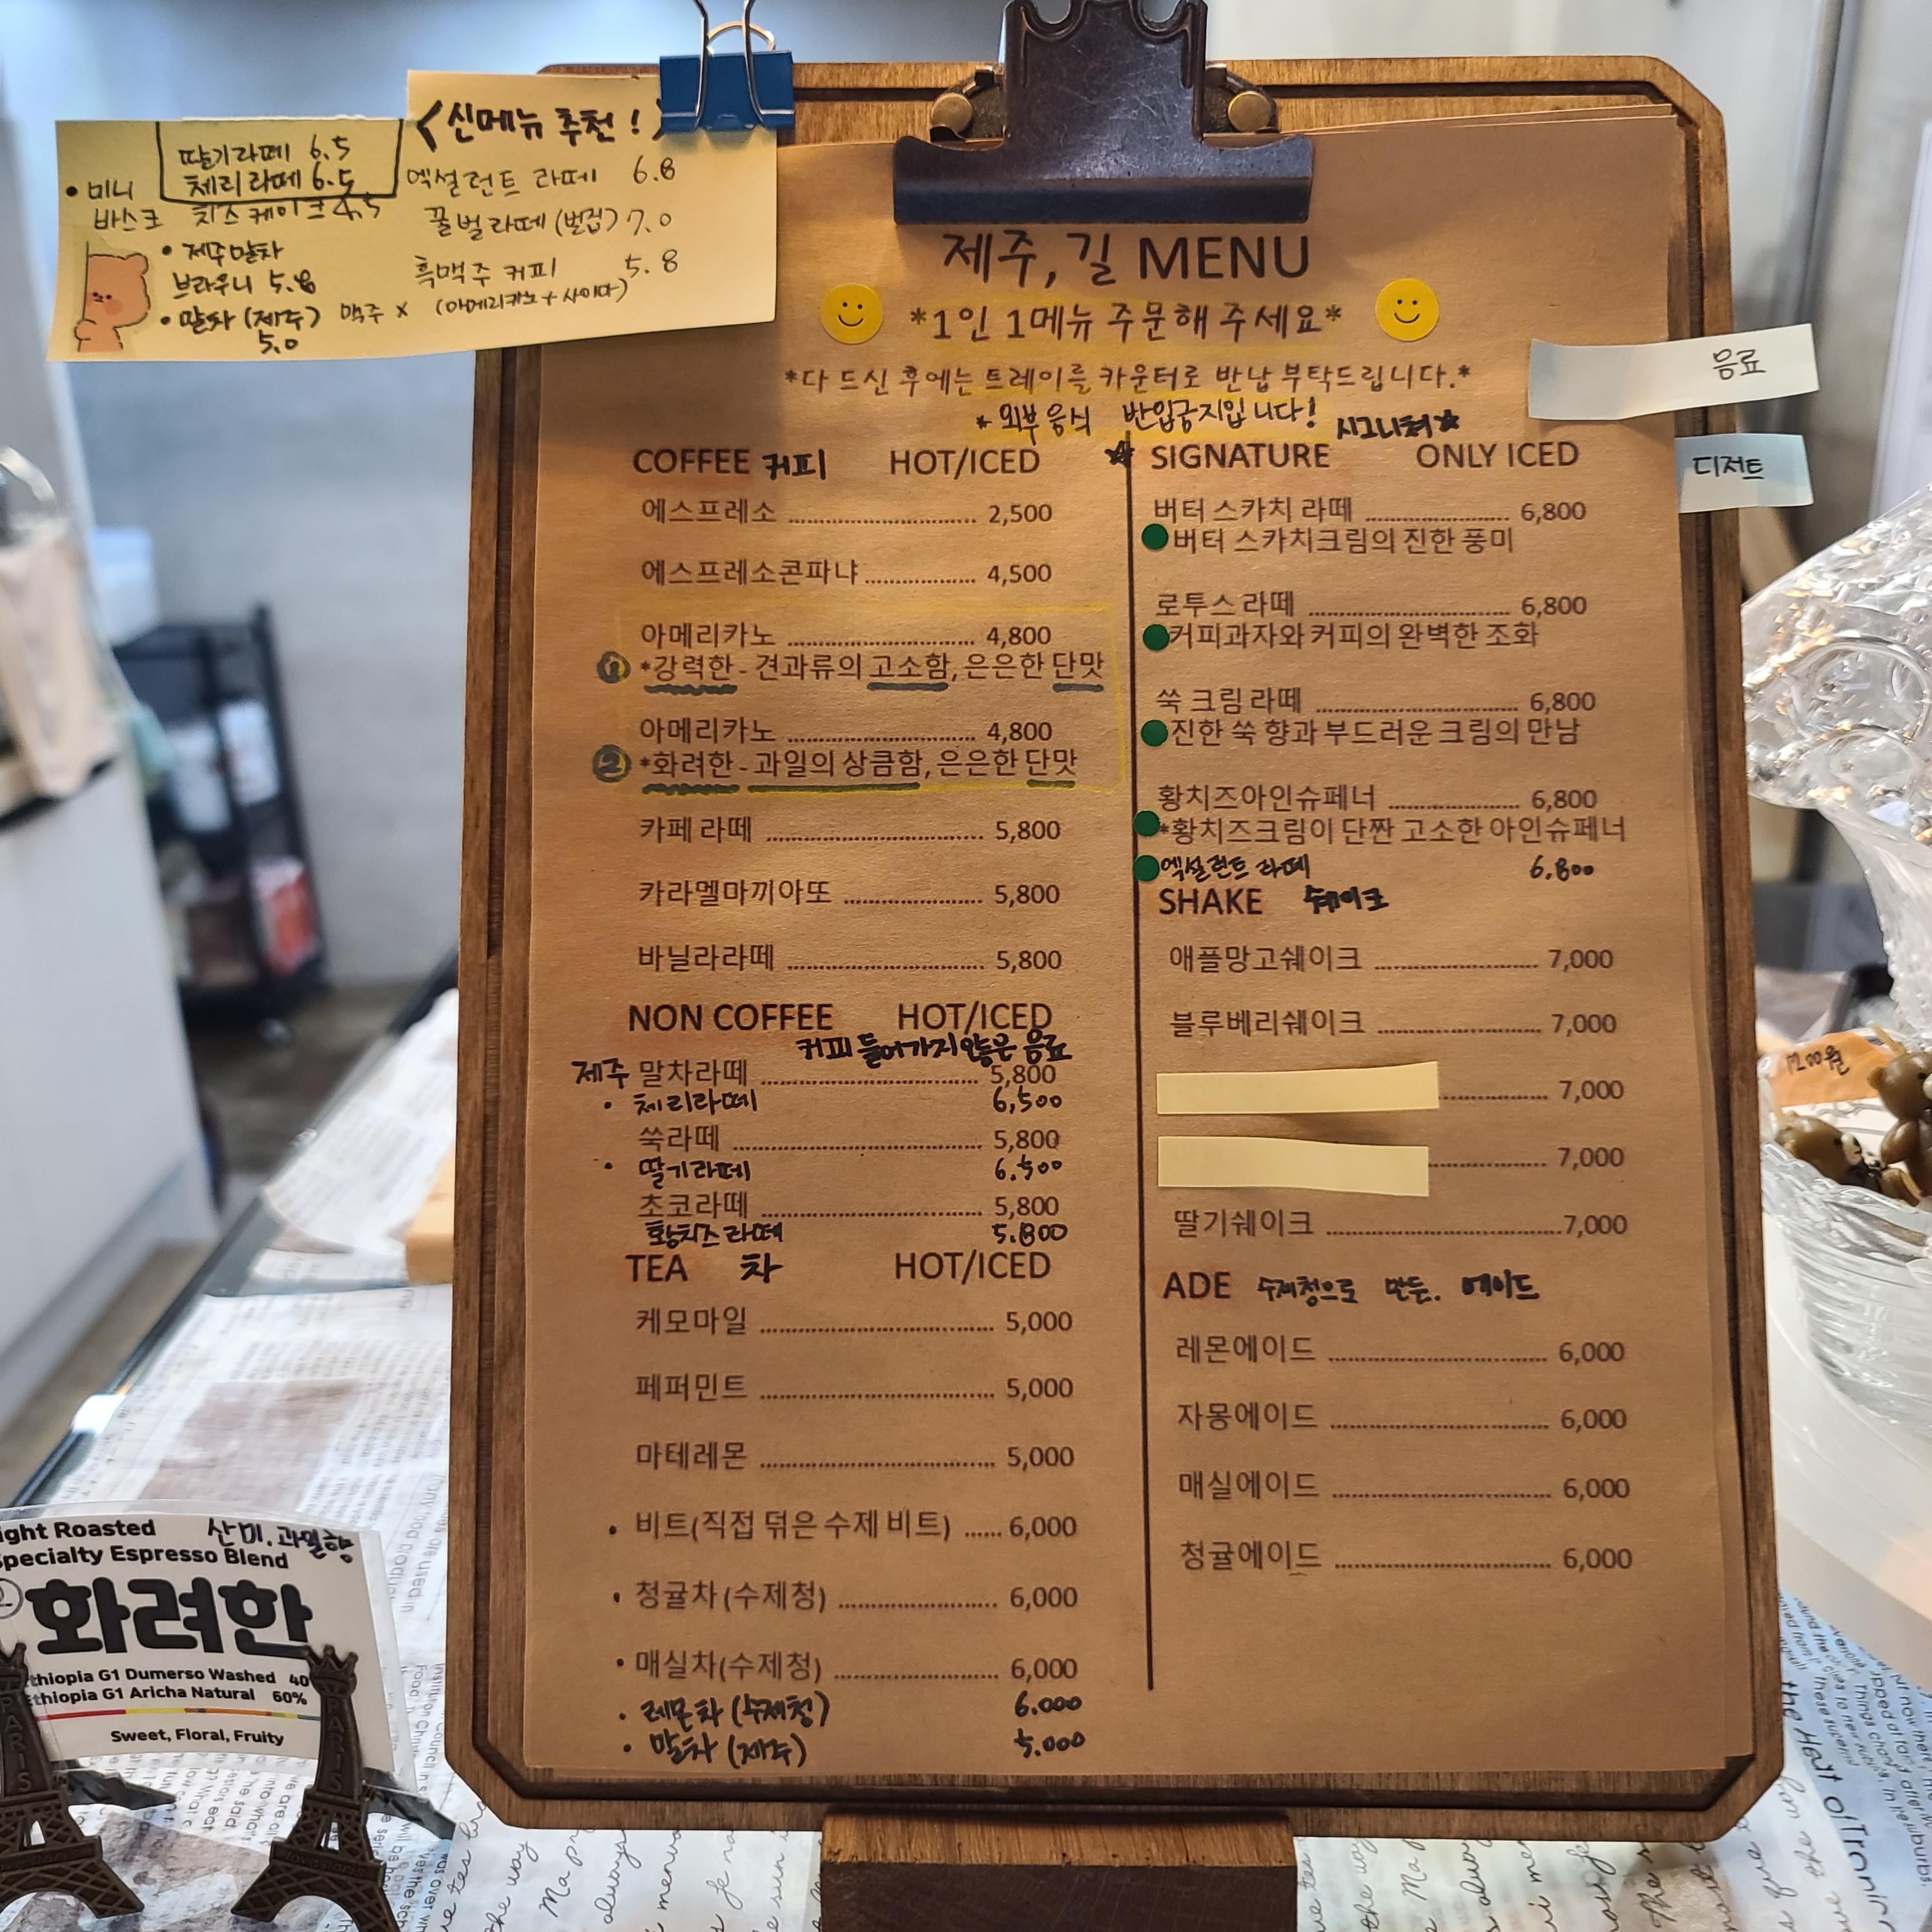 <신메뉴 추천!>
딸기라떼 6.5
체리라떼 6.5
엑설런트 라떼 6.8
• 미니
바스크 치즈케이크 4.5
꿀벌라떼 (벌집) 7.0
• 제주말차
브라우니 5.8
흑맥주 커피 5.8
맥주 x (아메리카노 + 사이다)
• 말차 (제주)
5.0
제주,길 MENU
*1인 1메뉴 주문해 주세요*
*다 드신 후에는 트레이를 카운터로 반납 부탁드립니다.*
* 외부 음식 반입금지입니다!
음료
디저트
COFFEE 커피 HOT/ICED
에스프레소 2,500
에스프레소콘파냐 4,500
아메리카노 4,800
① *강력한 - 견과류의 고소함, 은은한 단맛
아메리카노 4,800
② *화려한 - 과일의 상큼함, 은은한 단맛
카페 라떼 5,800
카라멜마끼아또 5,800
바닐라라떼 5,800
NON COFFEE HOT/ICED
커피 들어가지 않은 음료
제주 말차라떼 5,800
• 체리라떼 6,500
쑥라떼 5,800
• 딸기라떼 6,500
초코라떼 5,800
황치즈라떼 5.800
TEA 차 HOT/ICED
케모마일 5,000
페퍼민트 5,000
마테레몬 5,000
• 비트(직접 덖은 수제 비트) 6,000
• 청귤차(수제청) 6,000
• 매실차(수제청) 6,000
• 레몬차 (수제청) 6.000
• 말차 (제주) 5.000
시그니쳐☆
☆ SIGNATURE ONLY ICED
버터 스카치 라떼 6,800
버터 스카치크림의 진한 풍미
로투스 라떼 6,800
커피과자와 커피의 완벽한 조화
쑥 크림 라떼 6,800
진한 쑥 향과 부드러운 크림의 만남
황치즈아인슈페너 6,800
*황치즈크림이 단짠 고소한 아인슈페너
엑설런트 라떼 6.800
SHAKE 쉐이크
애플망고쉐이크 7,000
블루베리쉐이크 7,000
7,000
7,000
딸기쉐이크 7,000
ADE 수제청으로 만든. 에이드
레몬에이드 6,000
자몽에이드 6,000
매실에이드 6,000
청귤에이드 6,000
ight Roasted 산미.과일향
Specialty Espresso Blend
화려한
Ethiopia G1 Dumerso Washed 40
Ethiopia G1 Aricha Natural 60%
Sweet, Floral, Fruity
PARIS
PARIS